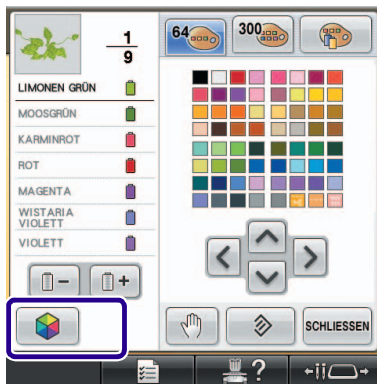 1
9
64
300
LIMONEN GRÜN
MOOSGRÜN
KARMINROT
ROT
MAGENTA
WISTARIA
VIOLETT
VIOLETT
−
+
SCHLIESSEN
?